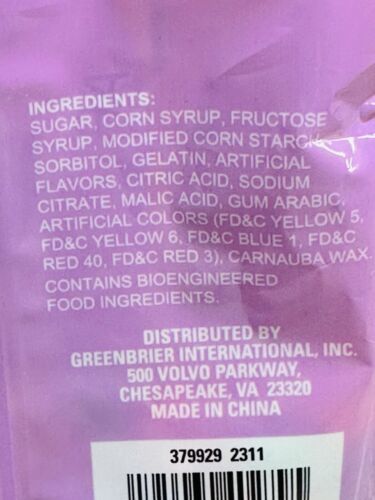 INGREDIENTS:
SUGAR, CORN SYRUP, FRUCTOSE
SYRUP, MODIFIED CORN STARCH
SORBITOL, GELATIN, ARTIFICIAL
FLAVORS, CITRIC ACID, SODIUM
CITRATE, MALIC ACID, GUM ARABIC,
ARTIFICIAL COLORS (FD&C YELLOW 5,
FD&C YELLOW 6, FD&C BLUE 1, FD&C
RED 40, FD&C RED 3), CARNAUBA WAX.
CONTAINS BIOENGINEERED
FOOD INGREDIENTS.
DISTRIBUTED BY
GREENBRIER INTERNATIONAL, INC.
500 VOLVO PARKWAY,
CHESAPEAKE, VA 23320
MADE IN CHINA
379929 2311